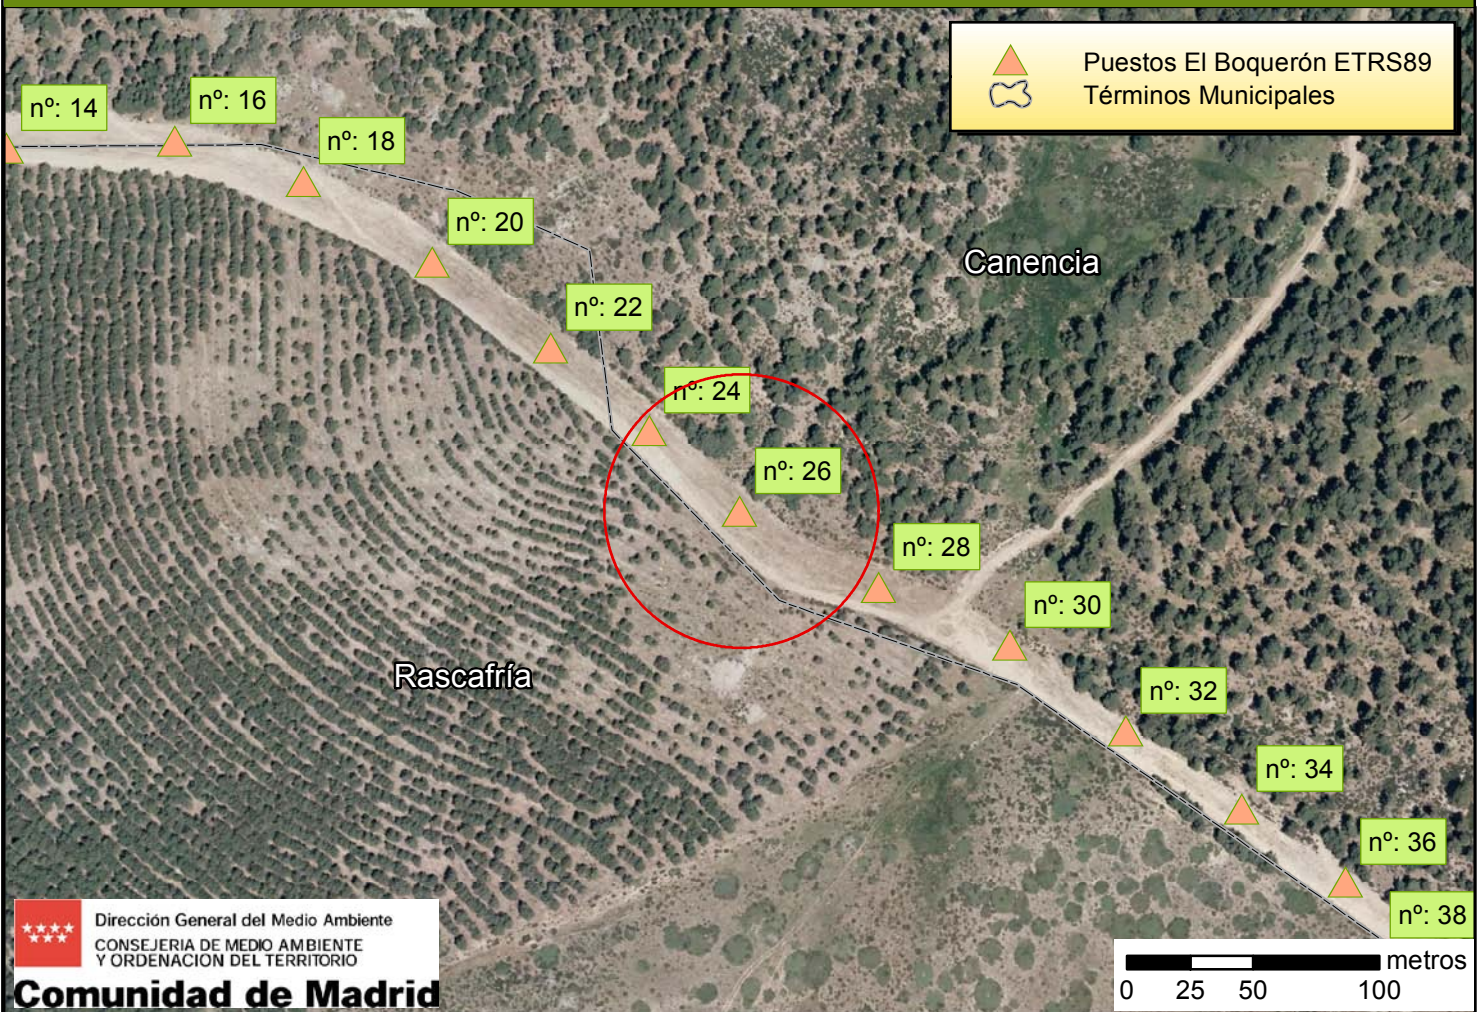 Puestos El Boquerón ETRS89
Términos Municipales
nº: 14
nº: 16
nº: 18
nº: 20
nº: 22
Canencia
nº: 24
nº: 26
nº: 28
nº: 30
Rascafría
nº: 32
nº: 34
nº: 36
nº: 38
Dirección General del Medio Ambiente
CONSEJERIA DE MEDIO AMBIENTE
Y ORDENACION DEL TERRITORIO
Comunidad de Madrid
metros
0 25 50 100